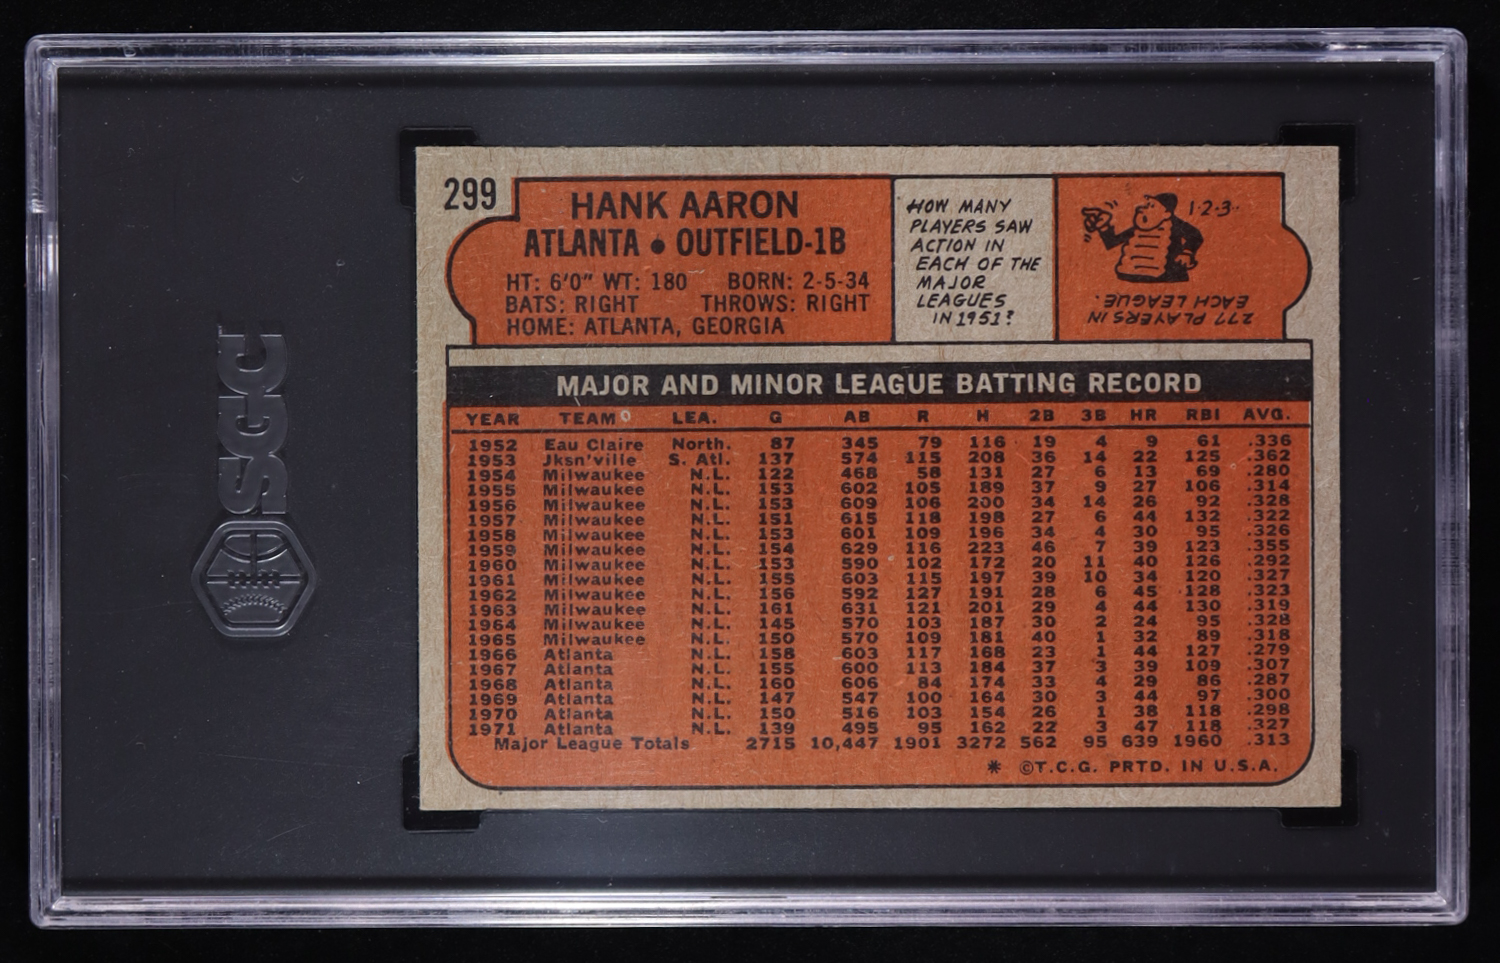 299
HANK AARON
ATLANTA • OUTFIELD-1B
HT: 6'0" WT: 180 BORN: 2-5-34
BATS: RIGHT THROWS: RIGHT
HOME: ATLANTA, GEORGIA
HOW MANY
PLAYERS SAW
ACTION IN
EACH OF THE
MAJOR
LEAGUES
IN 1951?
1-2-3-
277 PLAYERS IN
EACH LEAGUE.
MAJOR AND MINOR LEAGUE BATTING RECORD
YEAR TEAM LEA. G AB R H 2B 3B HR RBI AVG.
1952 Eau Claire North. 87 345 79 116 19 4 9 61 .336
1953 Jksn'ville S. Atl. 137 574 115 208 36 14 22 125 .362
1954 Milwaukee N.L. 122 468 58 131 27 6 13 69 .280
1955 Milwaukee N.L. 153 602 105 189 37 9 27 106 .314
1956 Milwaukee N.L. 153 609 106 200 34 14 26 92 .328
1957 Milwaukee N.L. 151 615 118 198 27 6 44 132 .322
1958 Milwaukee N.L. 153 601 109 196 34 4 30 95 .326
1959 Milwaukee N.L. 154 629 116 223 46 7 39 123 .355
1960 Milwaukee N.L. 153 590 102 172 20 11 40 126 .292
1961 Milwaukee N.L. 155 603 115 197 39 10 34 120 .327
1962 Milwaukee N.L. 156 592 127 191 28 6 45 128 .323
1963 Milwaukee N.L. 161 631 121 201 29 4 44 130 .319
1964 Milwaukee N.L. 145 570 103 187 30 2 24 95 .328
1965 Milwaukee N.L. 150 570 109 181 40 1 32 89 .318
1966 Atlanta N.L. 158 603 117 168 23 1 44 127 .279
1967 Atlanta N.L. 155 600 113 184 37 3 39 109 .307
1968 Atlanta N.L. 160 606 84 174 33 4 29 86 .287
1969 Atlanta N.L. 147 547 100 164 30 3 44 97 .300
1970 Atlanta N.L. 150 516 103 154 26 1 38 118 .298
1971 Atlanta N.L. 139 495 95 162 22 3 47 118 .327
Major League Totals 2715 10,447 1901 3272 562 95 639 1960 .313
* ©T.C.G. PRTD. IN U.S.A.
SGC